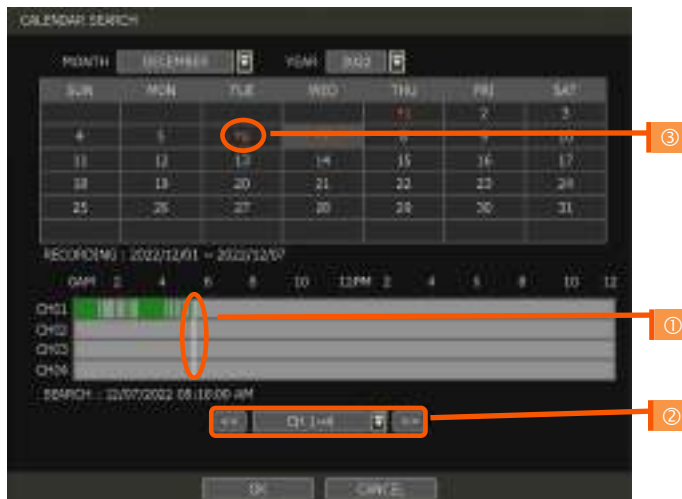 CALENDAR SEARCH
MONTH DECEMBER YEAR 2022
SUN MON TUE WED THU FRI SAT
*1 2 3
4 5 *6 8 9 10
③
11 12 13 14 15 16 17
18 19 20 21 22 23 24
25 26 27 28 29 30 31
RECORDING : 2022/12/01 ~ 2022/12/07
0AM 2 4 6 8 10 12PM 2 4 6 8 10 12
CH01
①
CH02
CH03
CH04
SEARCH : 12/07/2022 05:18:00 AM
<< CH 1~4 >>
②
OK CANCEL